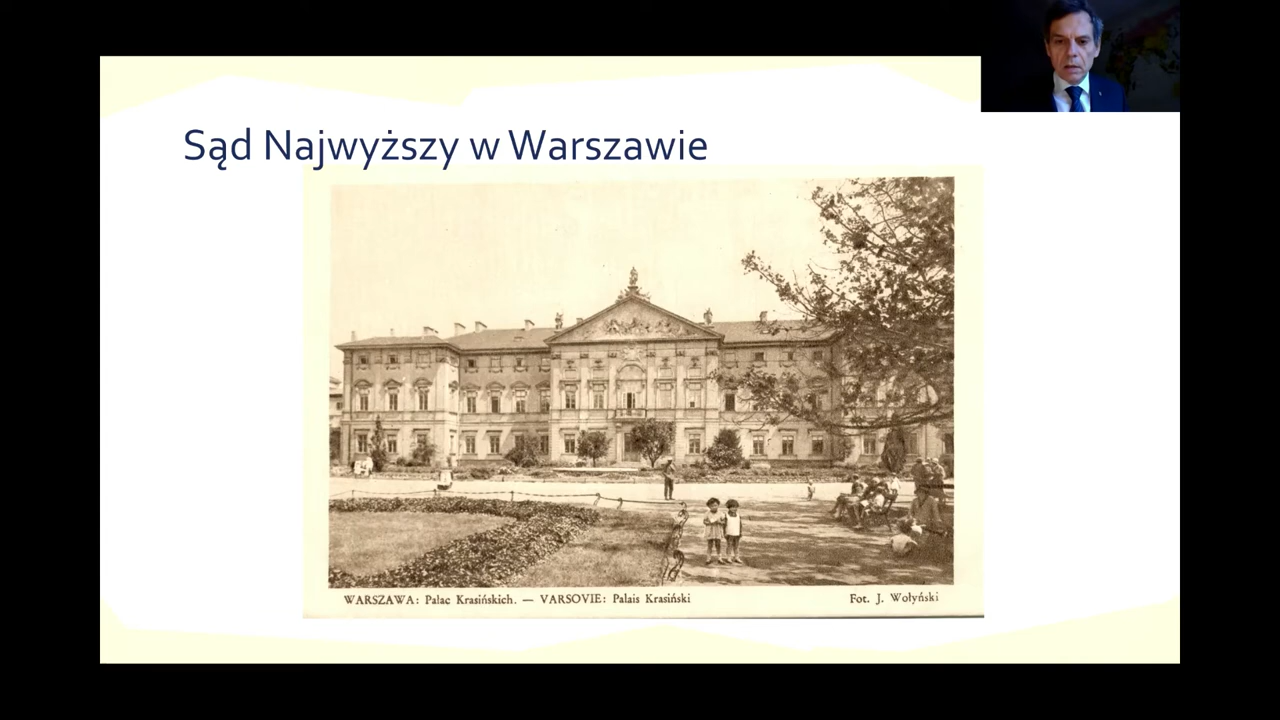 Sąd Najwyższy w Warszawie
WARSZAWA: Pałac Krasińskich. — VARSOVIE: Palais Krasiński
Fot. J. Wołyński